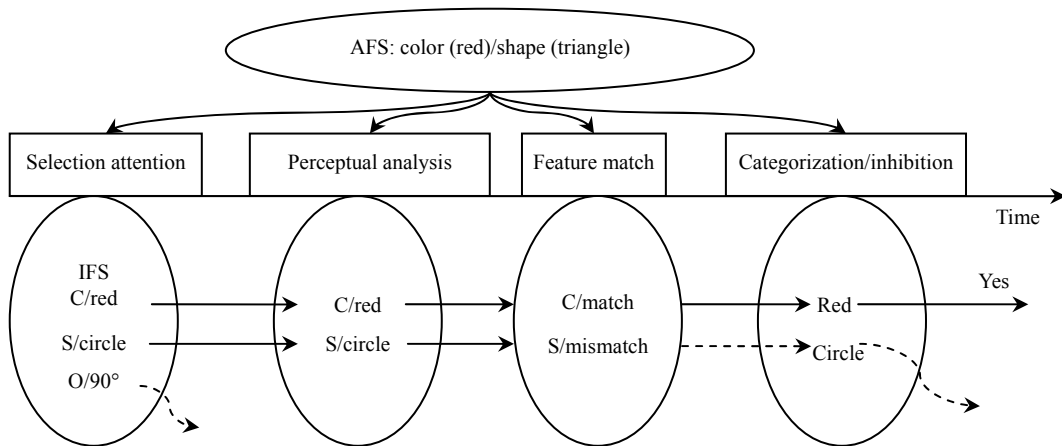 AFS: color (red)/shape (triangle)
Selection attention
Perceptual analysis
Feature match
Categorization/inhibition
Time
IFS
C/red
S/circle
O/90°
C/red
S/circle
C/match
S/mismatch
Red
Circle
Yes